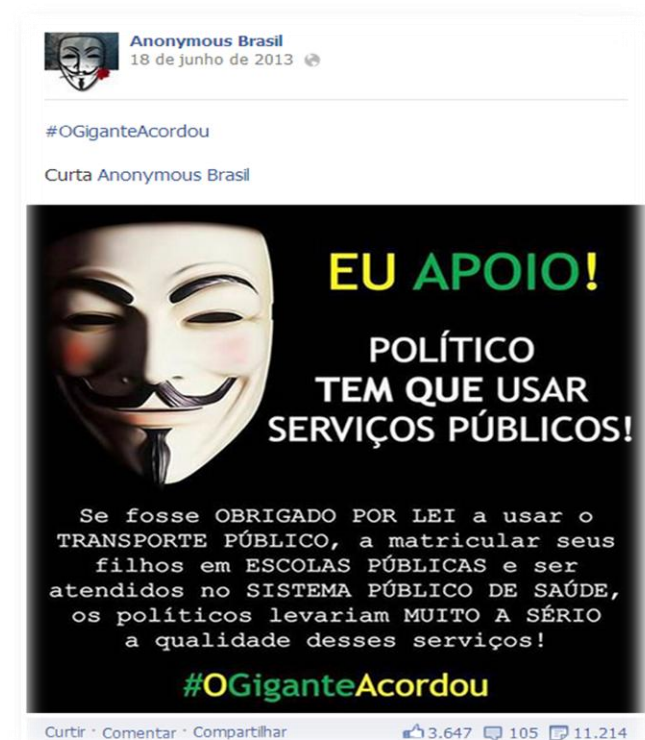 Anonymous Brasil
18 de junho de 2013
#OGiganteAcordou
Curta Anonymous Brasil
EU APOIO!
POLÍTICO
TEM QUE USAR
SERVIÇOS PÚBLICOS!
Se fosse OBRIGADO POR LEI a usar o
TRANSPORTE PÚBLICO, a matricular seus
filhos em ESCOLAS PÚBLICAS e ser
atendidos no SISTEMA PÚBLICO DE SAÚDE,
os políticos levariam MUITO A SÉRIO
a qualidade desses serviços!
#OGiganteAcordou
Curtir · Comentar · Compartilhar 3.647 105 11.214